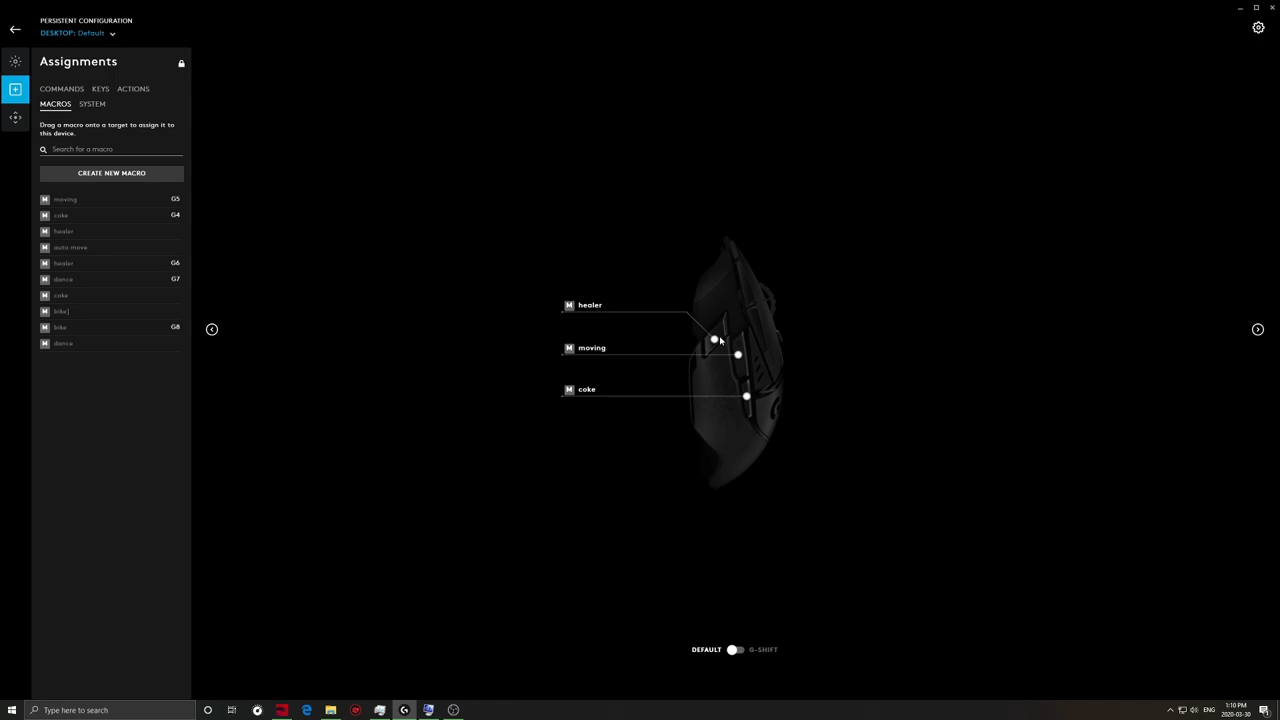 PERSISTENT CONFIGURATION
DESKTOP: Default
Assignments
COMMANDS KEYS ACTIONS
MACROS SYSTEM
Drag a macro onto a target to assign it to
this device.
Search for a macro
CREATE NEW MACRO
M moving G5
M coke G4
M healer
M auto move
M healer G6
M dance G7
M coke
M bike]
M bike G8
M dance
M healer
M moving
M coke
DEFAULT G-SHIFT
Type here to search
ENG
1:10 PM
2020-03-30